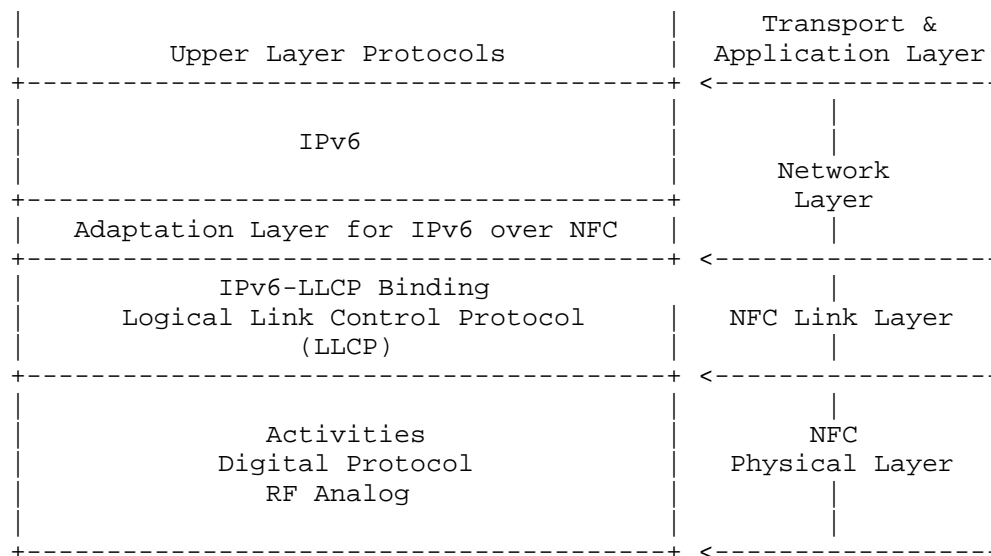 Transport &
Upper Layer Protocols Application Layer
IPv6
Network
Layer
Adaptation Layer for IPv6 over NFC
IPv6-LLCP Binding
Logical Link Control Protocol NFC Link Layer
(LLCP)
Activities NFC
Digital Protocol Physical Layer
RF Analog